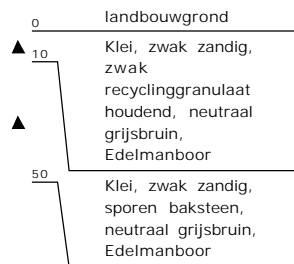 0
landbouwgrond
10
Klei, zwak zandig,
zwak
recyclinggranulaat
houdend, neutraal
grijsbruin,
Edelmanboor
50
Klei, zwak zandig,
sporen baksteen,
neutraal grijsbruin,
Edelmanboor